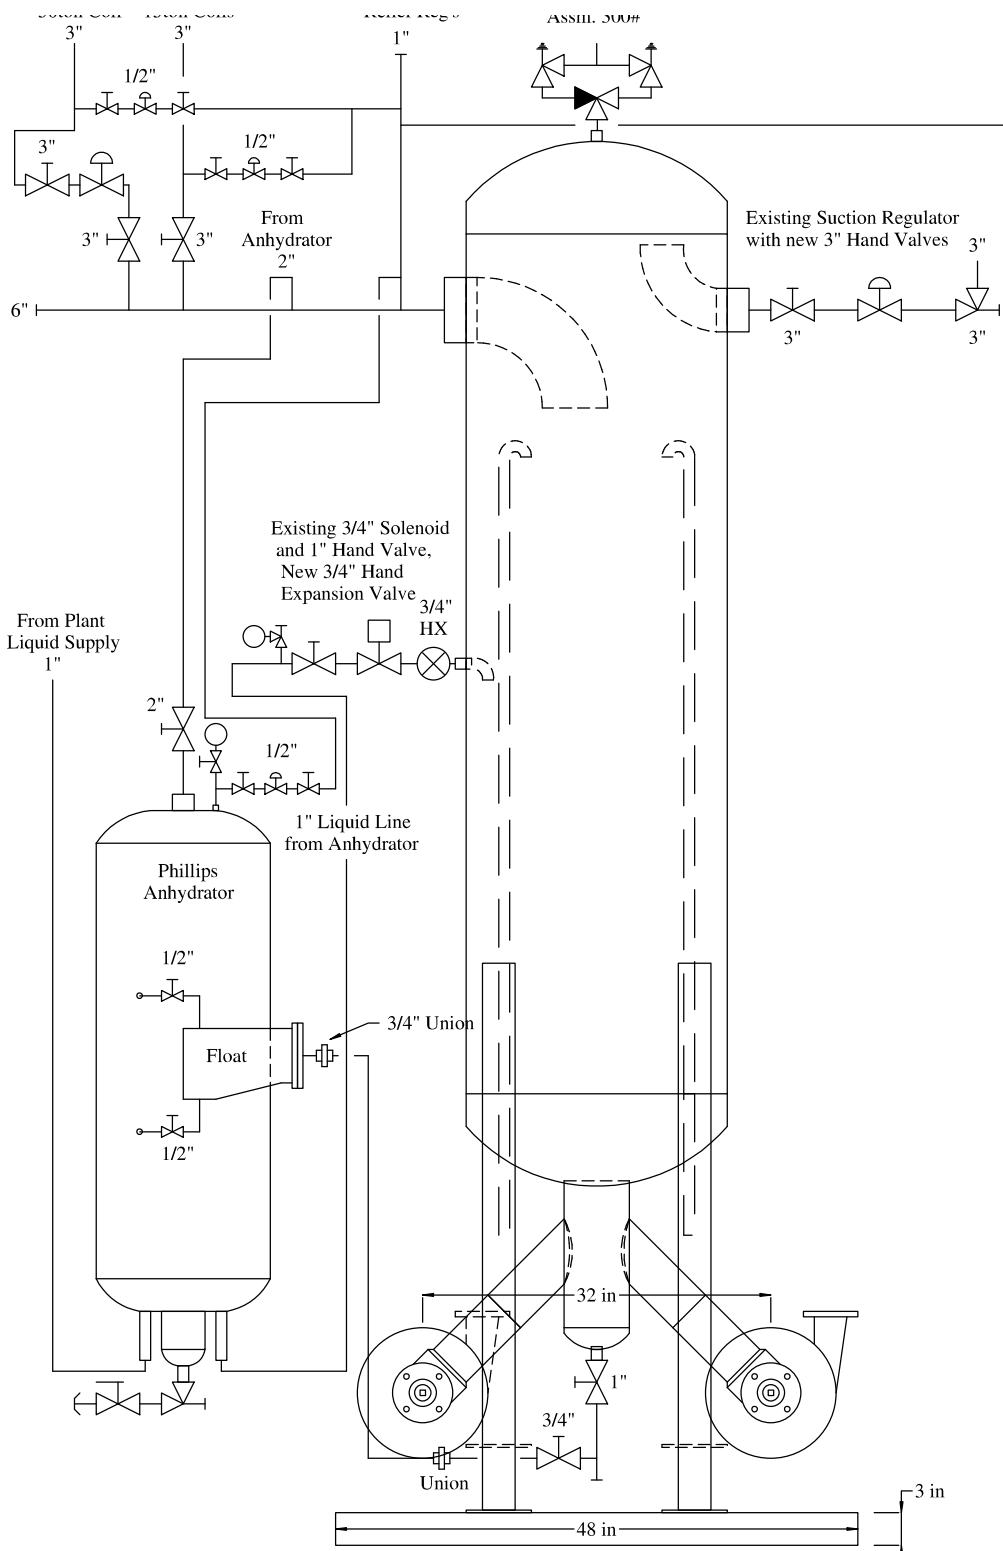 3"
3"
1"
1/2"
1/2"
3"
3"
3"
From
Anhydrator
2"
Existing Suction Regulator
with new 3" Hand Valves
3"
6"
3"
3"
Existing 3/4" Solenoid
and 1" Hand Valve,
New 3/4" Hand
Expansion Valve
3/4"
HX
From Plant
Liquid Supply
1"
2"
1/2"
1" Liquid Line
from Anhydrator
Phillips
Anhydrator
1/2"
3/4" Union
Float
1/2"
32 in
1"
3/4"
Union
3 in
48 in